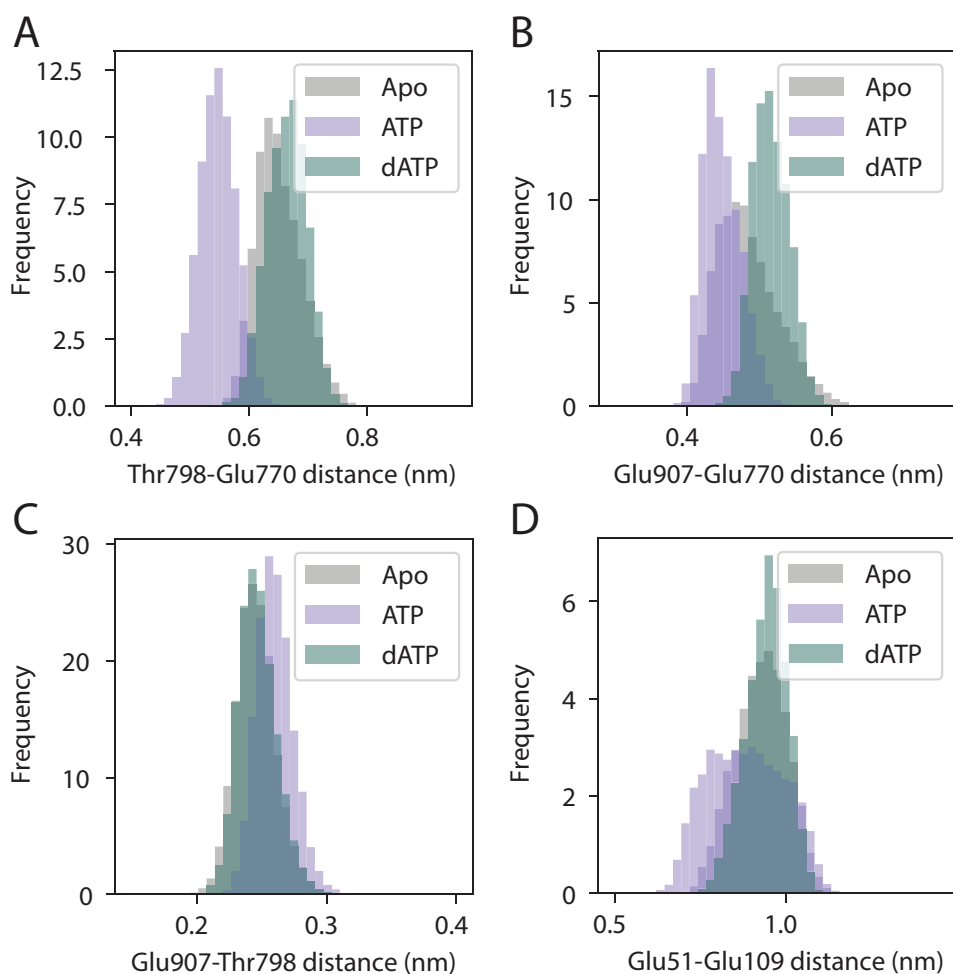 A
Frequency
12.5
10.0
7.5
5.0
2.5
0.0
0.4
0.6
0.8
Thr798-Glu770 distance (nm)
Apo
ATP
dATP
B
Frequency
15
10
5
0
0.4
0.6
Glu907-Glu770 distance (nm)
Apo
ATP
dATP
C
Frequency
30
20
10
0
0.2
0.3
0.4
Glu907-Thr798 distance (nm)
Apo
ATP
dATP
D
Frequency
6
4
2
0
0.5
1.0
Glu51-Glu109 distance (nm)
Apo
ATP
dATP